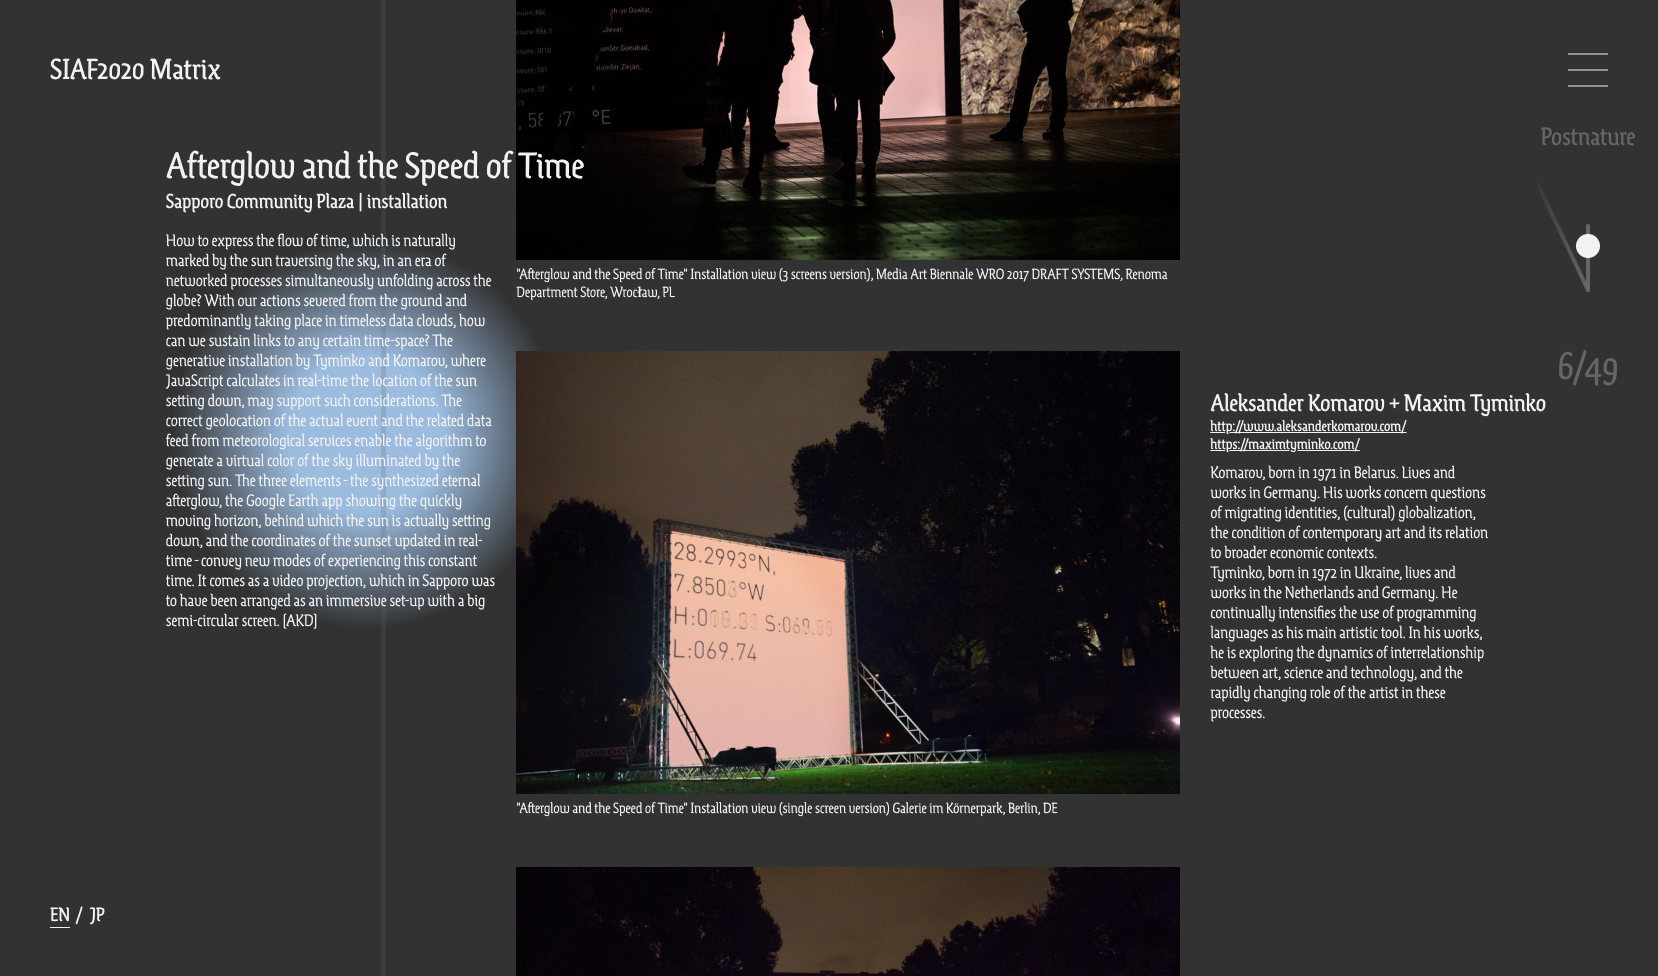 SIAF2020 Matrix
Afterglow and the Speed of Time
Sapporo Community Plaza | installation
How to express the flow of time, which is naturally
marked by the sun traversing the sky, in an era of
networked processes simultaneously unfolding across the
globe? With our actions severed from the ground and
predominantly taking place in timeless data clouds, how
can we sustain links to any certain time-space? The
generative installation by Tyminko and Komarov, where
JavaScript calculates in real-time the location of the sun
setting down, may support such considerations. The
correct geolocation of the actual event and the related data
feed from meteorological services enable the algorithm to
generate a virtual color of the sky illuminated by the
setting sun. The three elements - the synthesized eternal
afterglow, the Google Earth app showing the quickly
moving horizon, behind which the sun is actually setting
down, and the coordinates of the sunset updated in real-
time - convey new modes of experiencing this constant
time. It comes as a video projection, which in Sapporo was
to have been arranged as an immersive set-up with a big
semi-circular screen. [AKD]
°E
"Afterglow and the Speed of Time" Installation view (3 screens version), Media Art Biennale WRO 2017 DRAFT SYSTEMS, Renoma
Department Store, Wrocław, PL
28.2993°N,
7.8503°W
L:069.74
"Afterglow and the Speed of Time" Installation view (single screen version) Galerie im Körnerpark, Berlin, DE
Postnature
6/49
Aleksander Komarov + Maxim Tyminko
http://www.aleksanderkomarov.com/
https://maximtyminko.com/
Komarov, born in 1971 in Belarus. Lives and
works in Germany. His works concern questions
of migrating identities, (cultural) globalization,
the condition of contemporary art and its relation
to broader economic contexts.
Tyminko, born in 1972 in Ukraine, lives and
works in the Netherlands and Germany. He
continually intensifies the use of programming
languages as his main artistic tool. In his works,
he is exploring the dynamics of interrelationship
between art, science and technology, and the
rapidly changing role of the artist in these
processes.
EN / JP